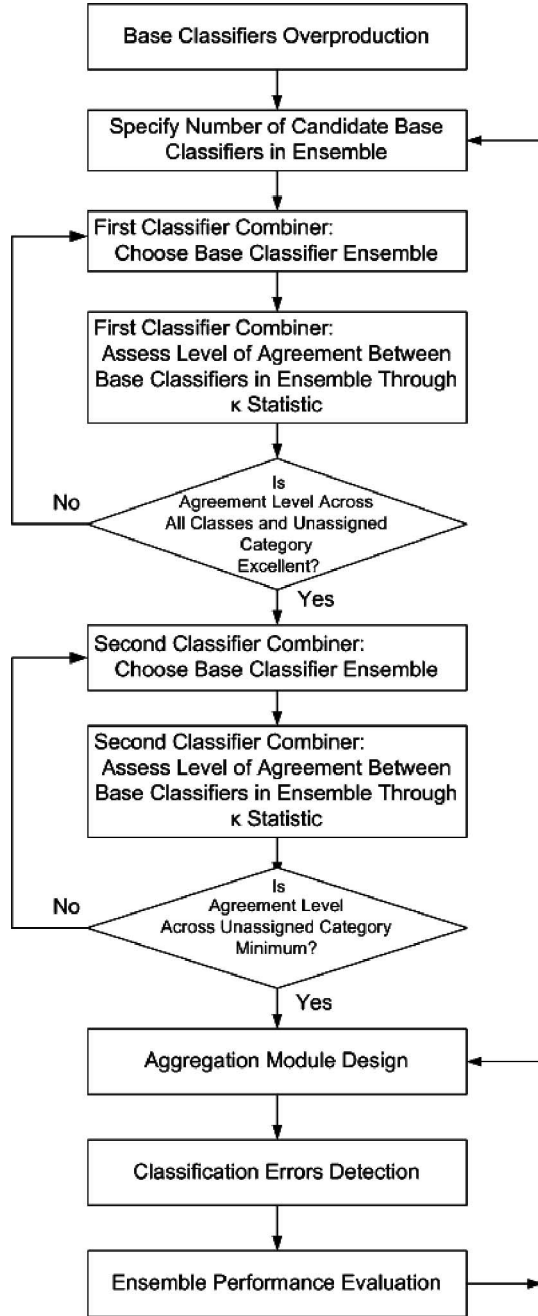 Base Classifiers Overproduction
Specify Number of Candidate Base
Classifiers in Ensemble
First Classifier Combiner:
Choose Base Classifier Ensemble
First Classifier Combiner:
Assess Level of Agreement Between
Base Classifiers in Ensemble Through
κ Statistic
Is
Agreement Level Across
All Classes and Unassigned
Category
Excellent?
No
Yes
Second Classifier Combiner:
Choose Base Classifier Ensemble
Second Classifier Combiner:
Assess Level of Agreement Between
Base Classifiers in Ensemble Through
κ Statistic
Is
Agreement Level
Across Unassigned Category
Minimum?
No
Yes
Aggregation Module Design
Classification Errors Detection
Ensemble Performance Evaluation